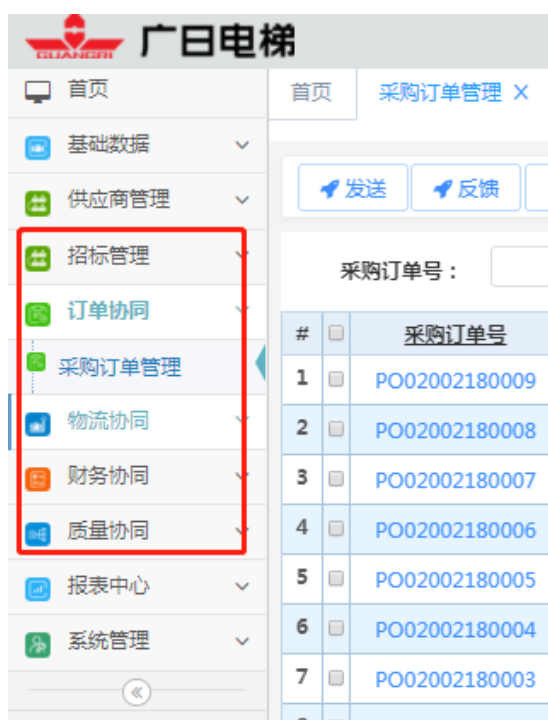 GUANGRI 广日电梯
首页
基础数据
供应商管理
招标管理
订单协同
采购订单管理
物流协同
财务协同
质量协同
报表中心
系统管理
首页 采购订单管理 ×
发送 反馈
采购订单号：
# 采购订单号
1 PO02002180009
2 PO02002180008
3 PO02002180007
4 PO02002180006
5 PO02002180005
6 PO02002180004
7 PO02002180003